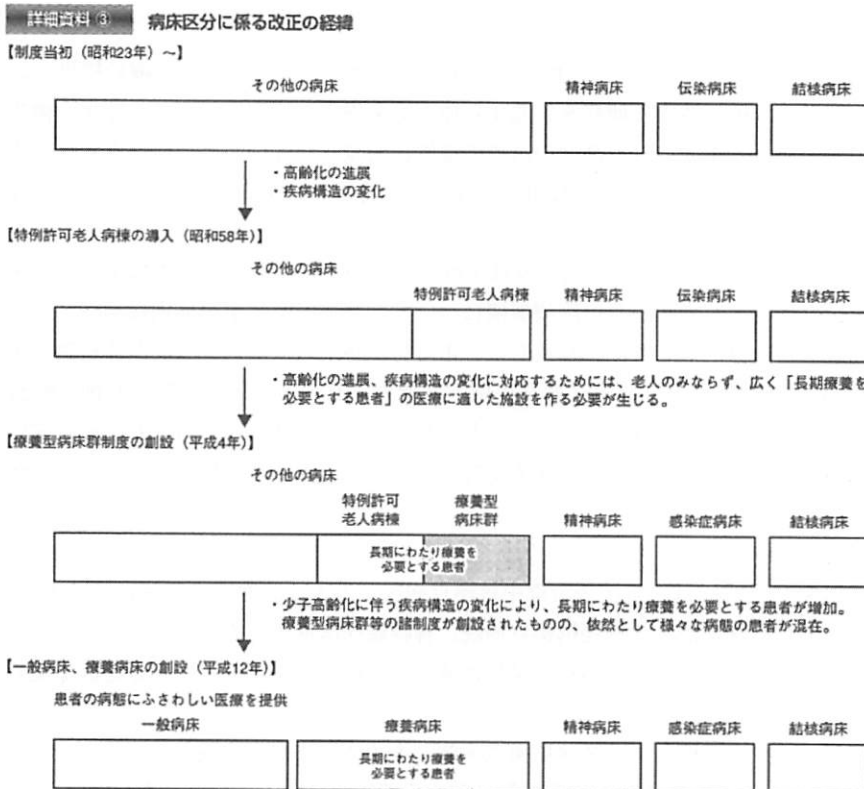 詳細資料 ③ 病床区分に係る改正の経緯
【制度当初（昭和23年）～】
その他の病床 精神病床 伝染病床 結核病床
・高齢化の進展
・疾病構造の変化
【特例許可老人病棟の導入（昭和58年）】
その他の病床
特例許可老人病棟 精神病床 伝染病床 結核病床
・高齢化の進展、疾病構造の変化に対応するためには、老人のみならず、広く「長期療養を
必要とする患者」の医療に適した施設を作る必要が生じる。
【療養型病床群制度の創設（平成4年）】
その他の病床
特例許可 療養型
老人病棟 病床群 精神病床 感染症病床 結核病床
長期にわたり療養を
必要とする患者
・少子高齢化に伴う疾病構造の変化により、長期にわたり療養を必要とする患者が増加。
療養型病床群等の諸制度が創設されたものの、依然として様々な病態の患者が混在。
【一般病床、療養病床の創設（平成12年）】
患者の病態にふさわしい医療を提供
一般病床 療養病床 精神病床 感染症病床 結核病床
長期にわたり療養を
必要とする患者